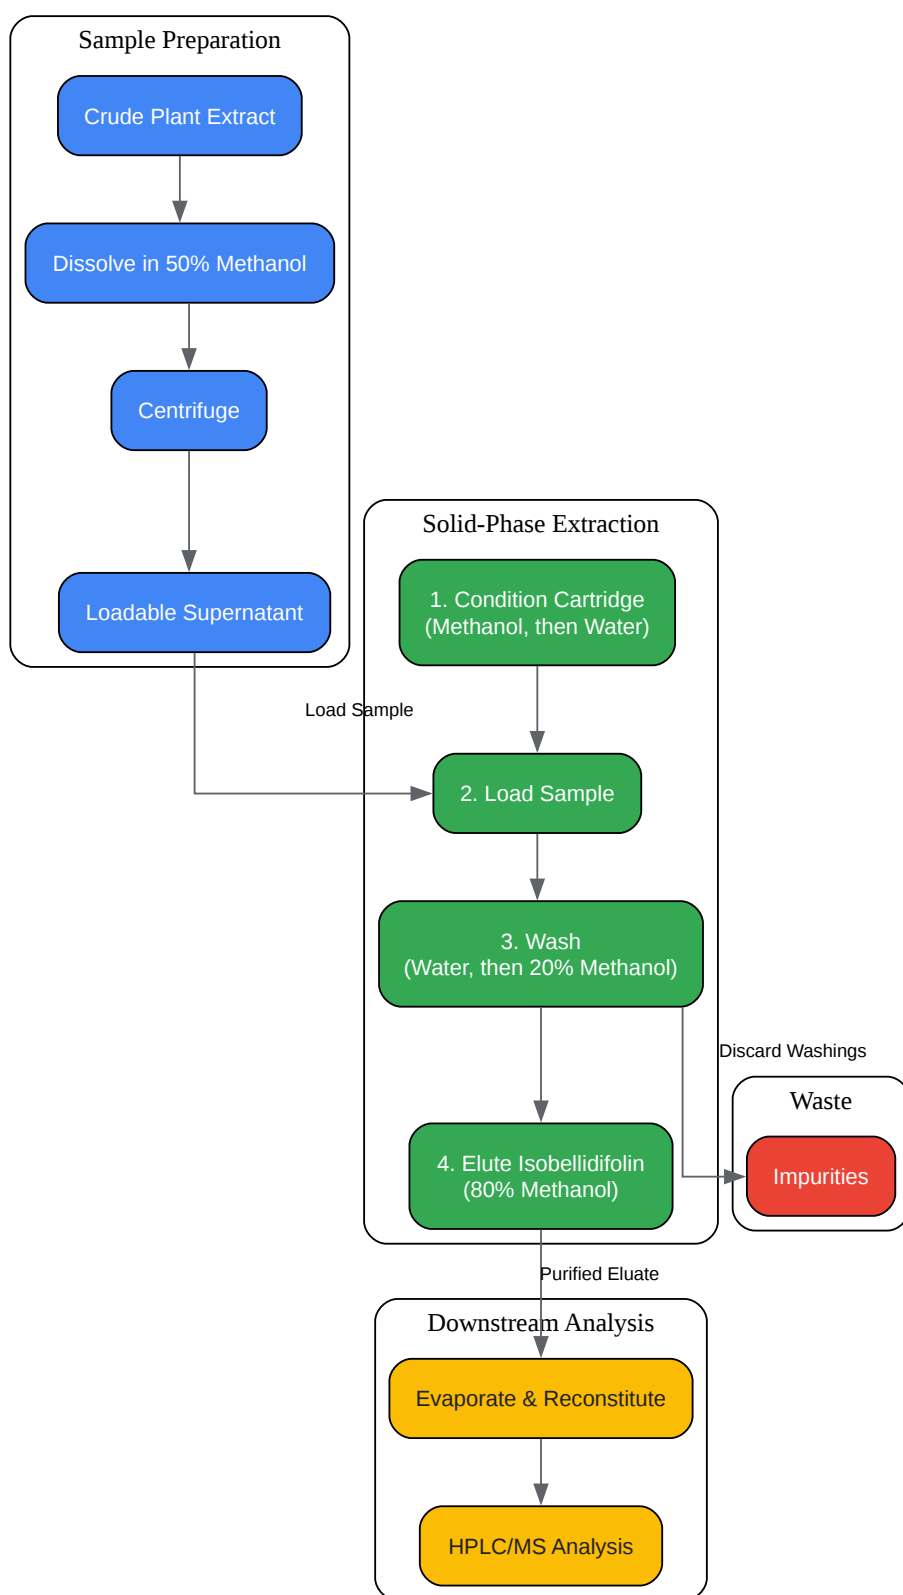 Sample Preparation
Crude Plant Extract
Dissolve in 50% Methanol
Centrifuge
Loadable Supernatant
Solid-Phase Extraction
1. Condition Cartridge
(Methanol, then Water)
Load Sample
2. Load Sample
3. Wash
(Water, then 20% Methanol)
Discard Washings
Waste
Impurities
4. Elute Isobellidifolin
(80% Methanol)
Purified Eluate
Downstream Analysis
Evaporate & Reconstitute
HPLC/MS Analysis